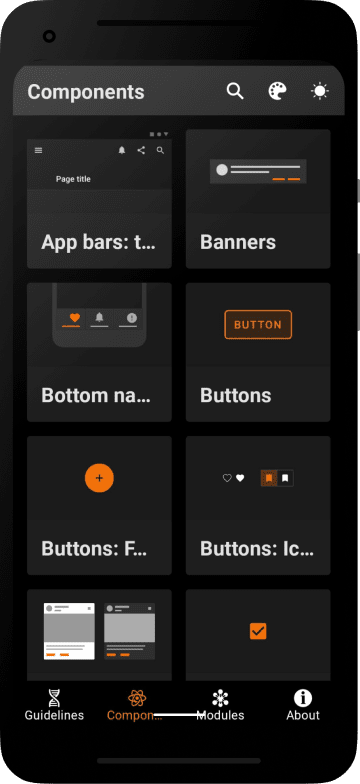 Components
Page title
App bars: t...
Banners
Bottom na...
BUTTON
Buttons
Buttons: F...
Buttons: Ic...
Guidelines
Compon...
Modules
About